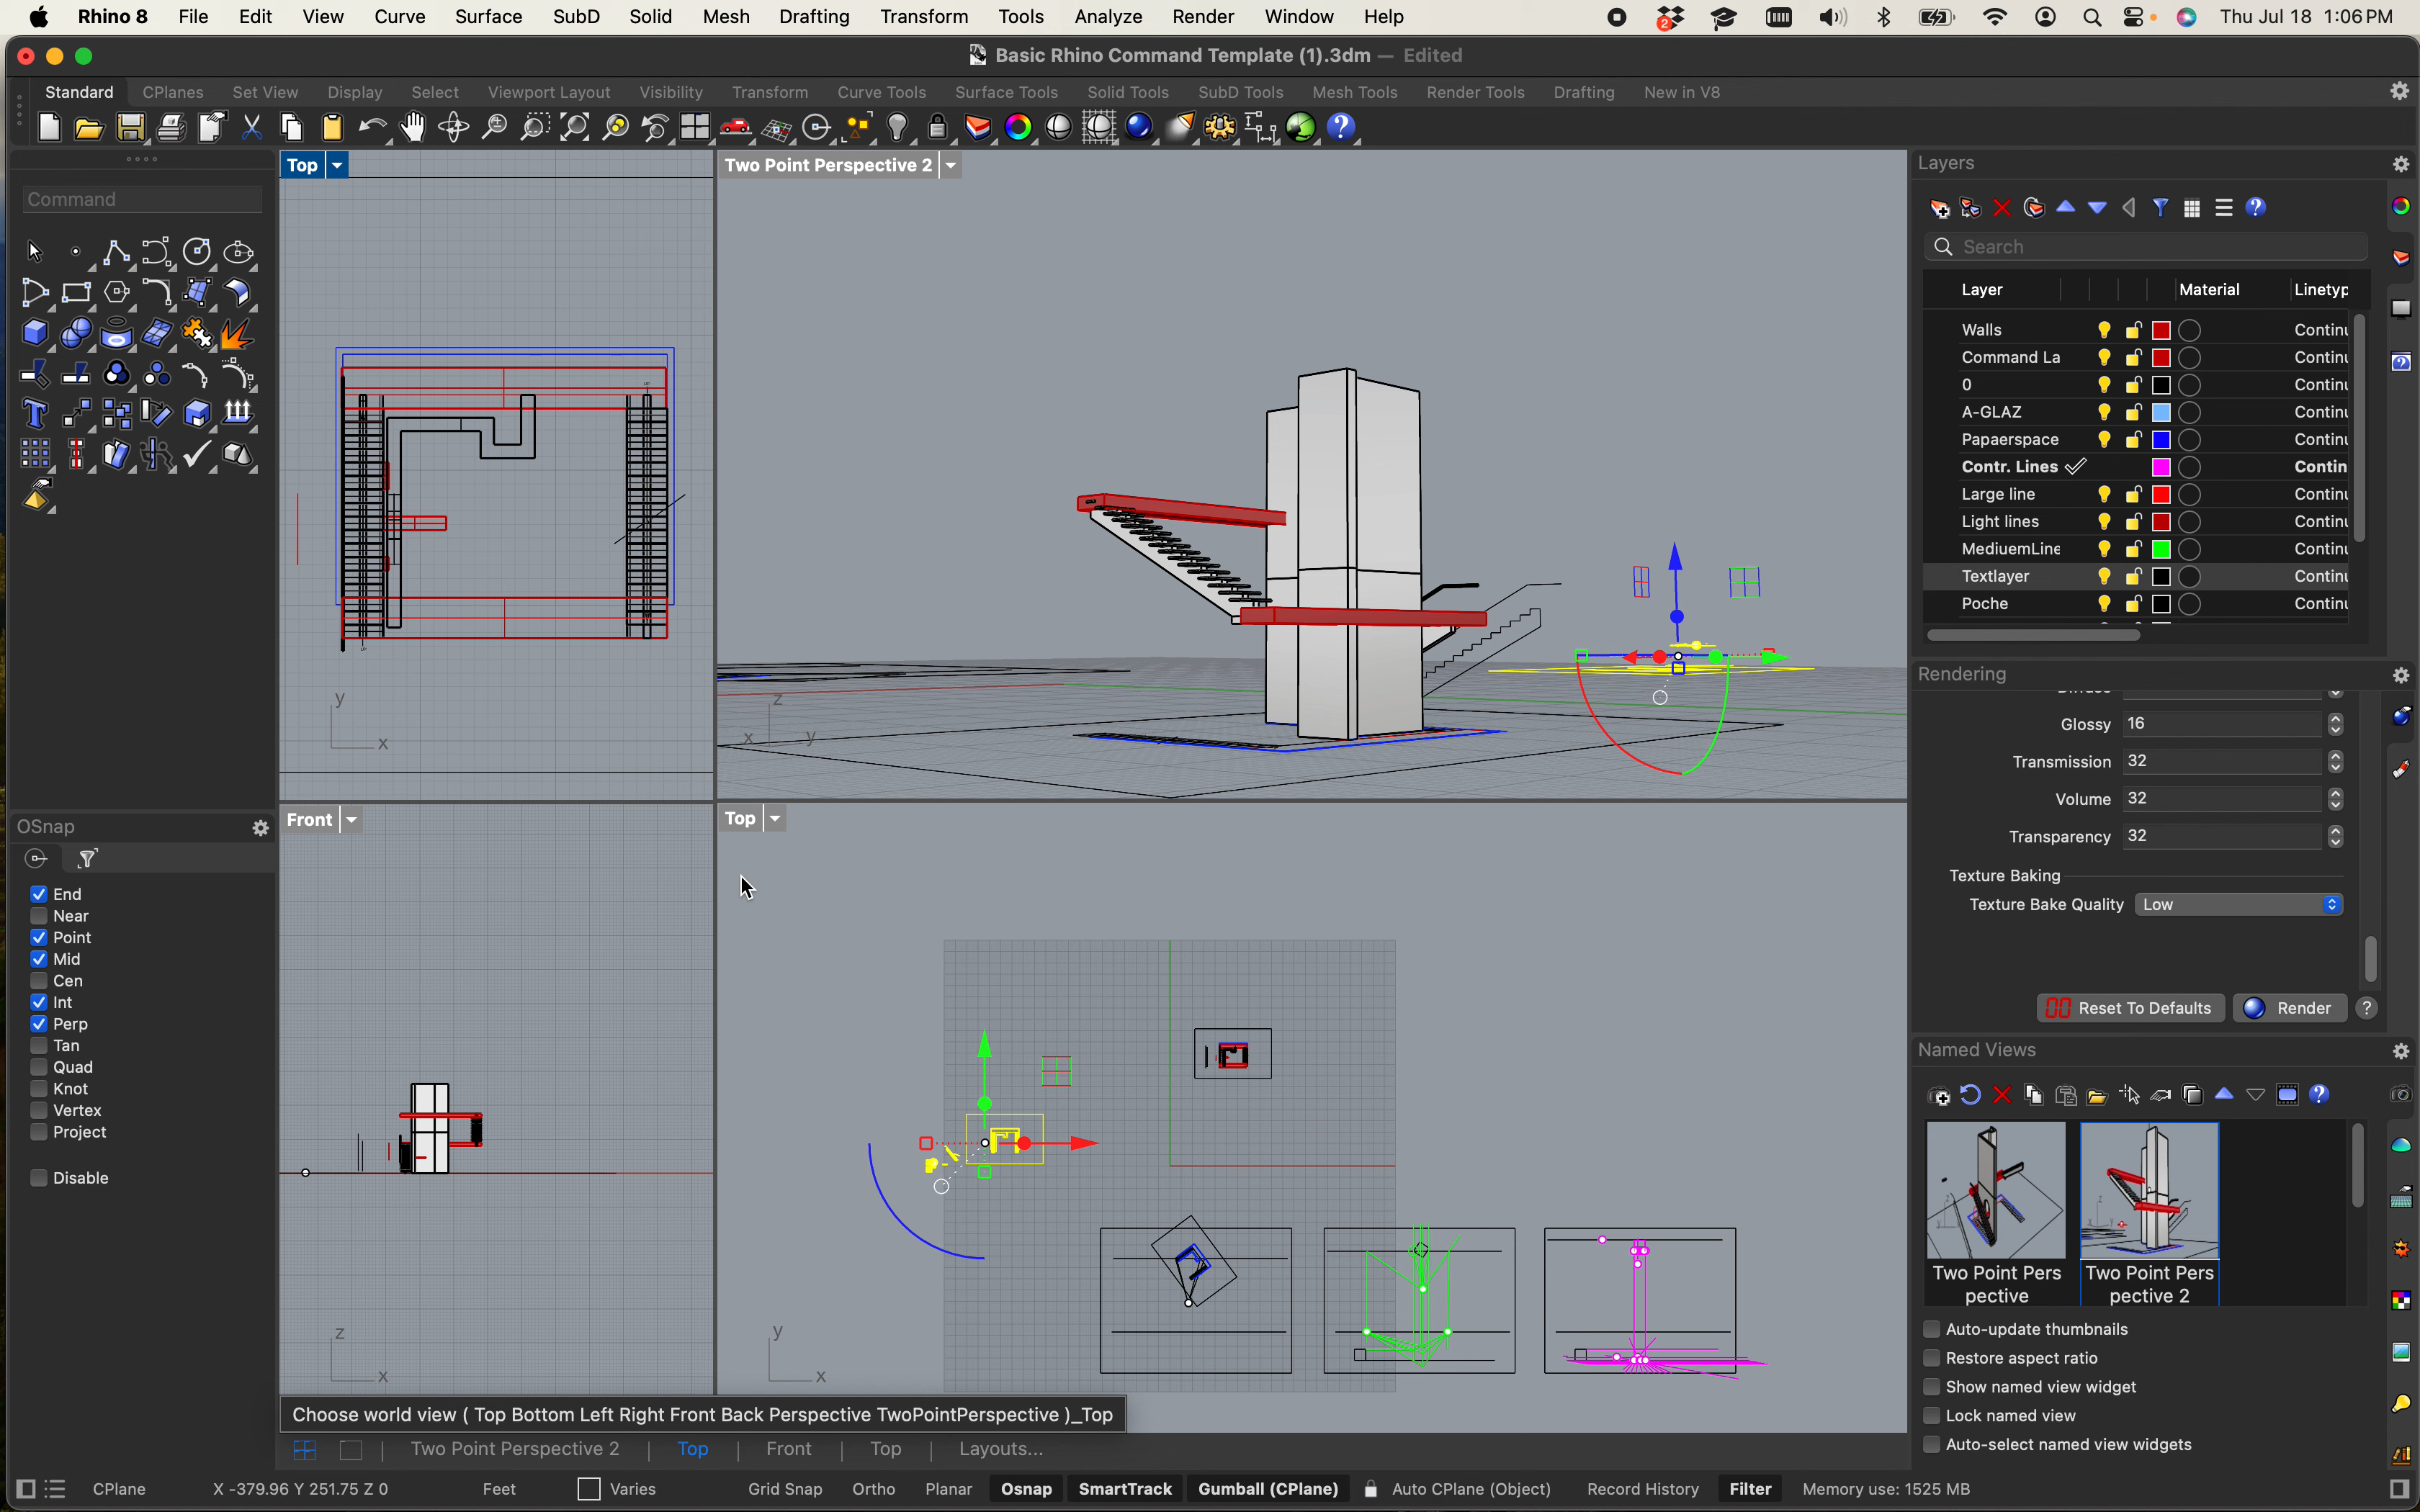 Rhino 8 File Edit View Curve Surface SubD Solid Mesh Drafting Transform Tools Analyze Render Window Help 2 Thu Jul 18 1:06 PM
Basic Rhino Command Template (1).3dm — Edited
Standard CPlanes Set View Display Select Viewport Layout Visibility Transform Curve Tools Surface Tools Solid Tools SubD Tools Mesh Tools Render Tools Drafting New in V8
Command
Top
y
x
Two Point Perspective 2
z
x y
Front
z
x
Top
y
x
OSnap
End
Near
Point
Mid
Cen
Int
Perp
Tan
Quad
Knot
Vertex
Project
Disable
Layers
Search
Layer Material Linetyp
Walls Continu
Command La Continu
0 Continu
A-GLAZ Continu
Papaerspace Continu
Contr. Lines Contin
Large line Continu
Light lines Continu
MediuemLine Continu
Textlayer Continu
Poche Continu
Rendering
Glossy 16
Transmission 32
Volume 32
Transparency 32
Texture Baking
Texture Bake Quality Low
Reset To Defaults Render ?
Named Views
Two Point Pers
pective
Two Point Pers
pective 2
Auto-update thumbnails
Restore aspect ratio
Show named view widget
Lock named view
Auto-select named view widgets
Choose world view ( Top Bottom Left Right Front Back Perspective TwoPointPerspective )_Top
Two Point Perspective 2 Top Front Top Layouts...
CPlane X -379.96 Y 251.75 Z 0 Feet Varies Grid Snap Ortho Planar Osnap SmartTrack Gumball (CPlane) Auto CPlane (Object) Record History Filter Memory use: 1525 MB